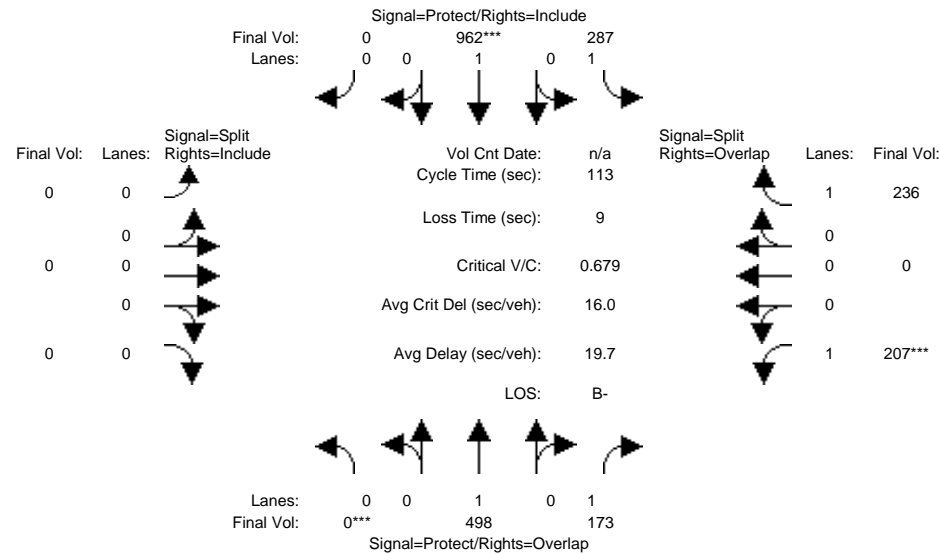 Signal=Protect/Rights=Include
Final Vol: 0 962*** 287
Lanes: 0 0 1 0 1
Signal=Split
Final Vol: Lanes: Rights=Include
Vol Cnt Date: n/a
Signal=Split
Rights=Overlap Lanes: Final Vol:
Cycle Time (sec): 113
0 0
1 236
Loss Time (sec): 9
0
0
0 0
Critical V/C: 0.679
0 0
0
Avg Crit Del (sec/veh): 16.0
0
0 0
Avg Delay (sec/veh): 19.7
1 207***
LOS: B-
Lanes: 0 0 1 0 1
Final Vol: 0*** 498 173
Signal=Protect/Rights=Overlap